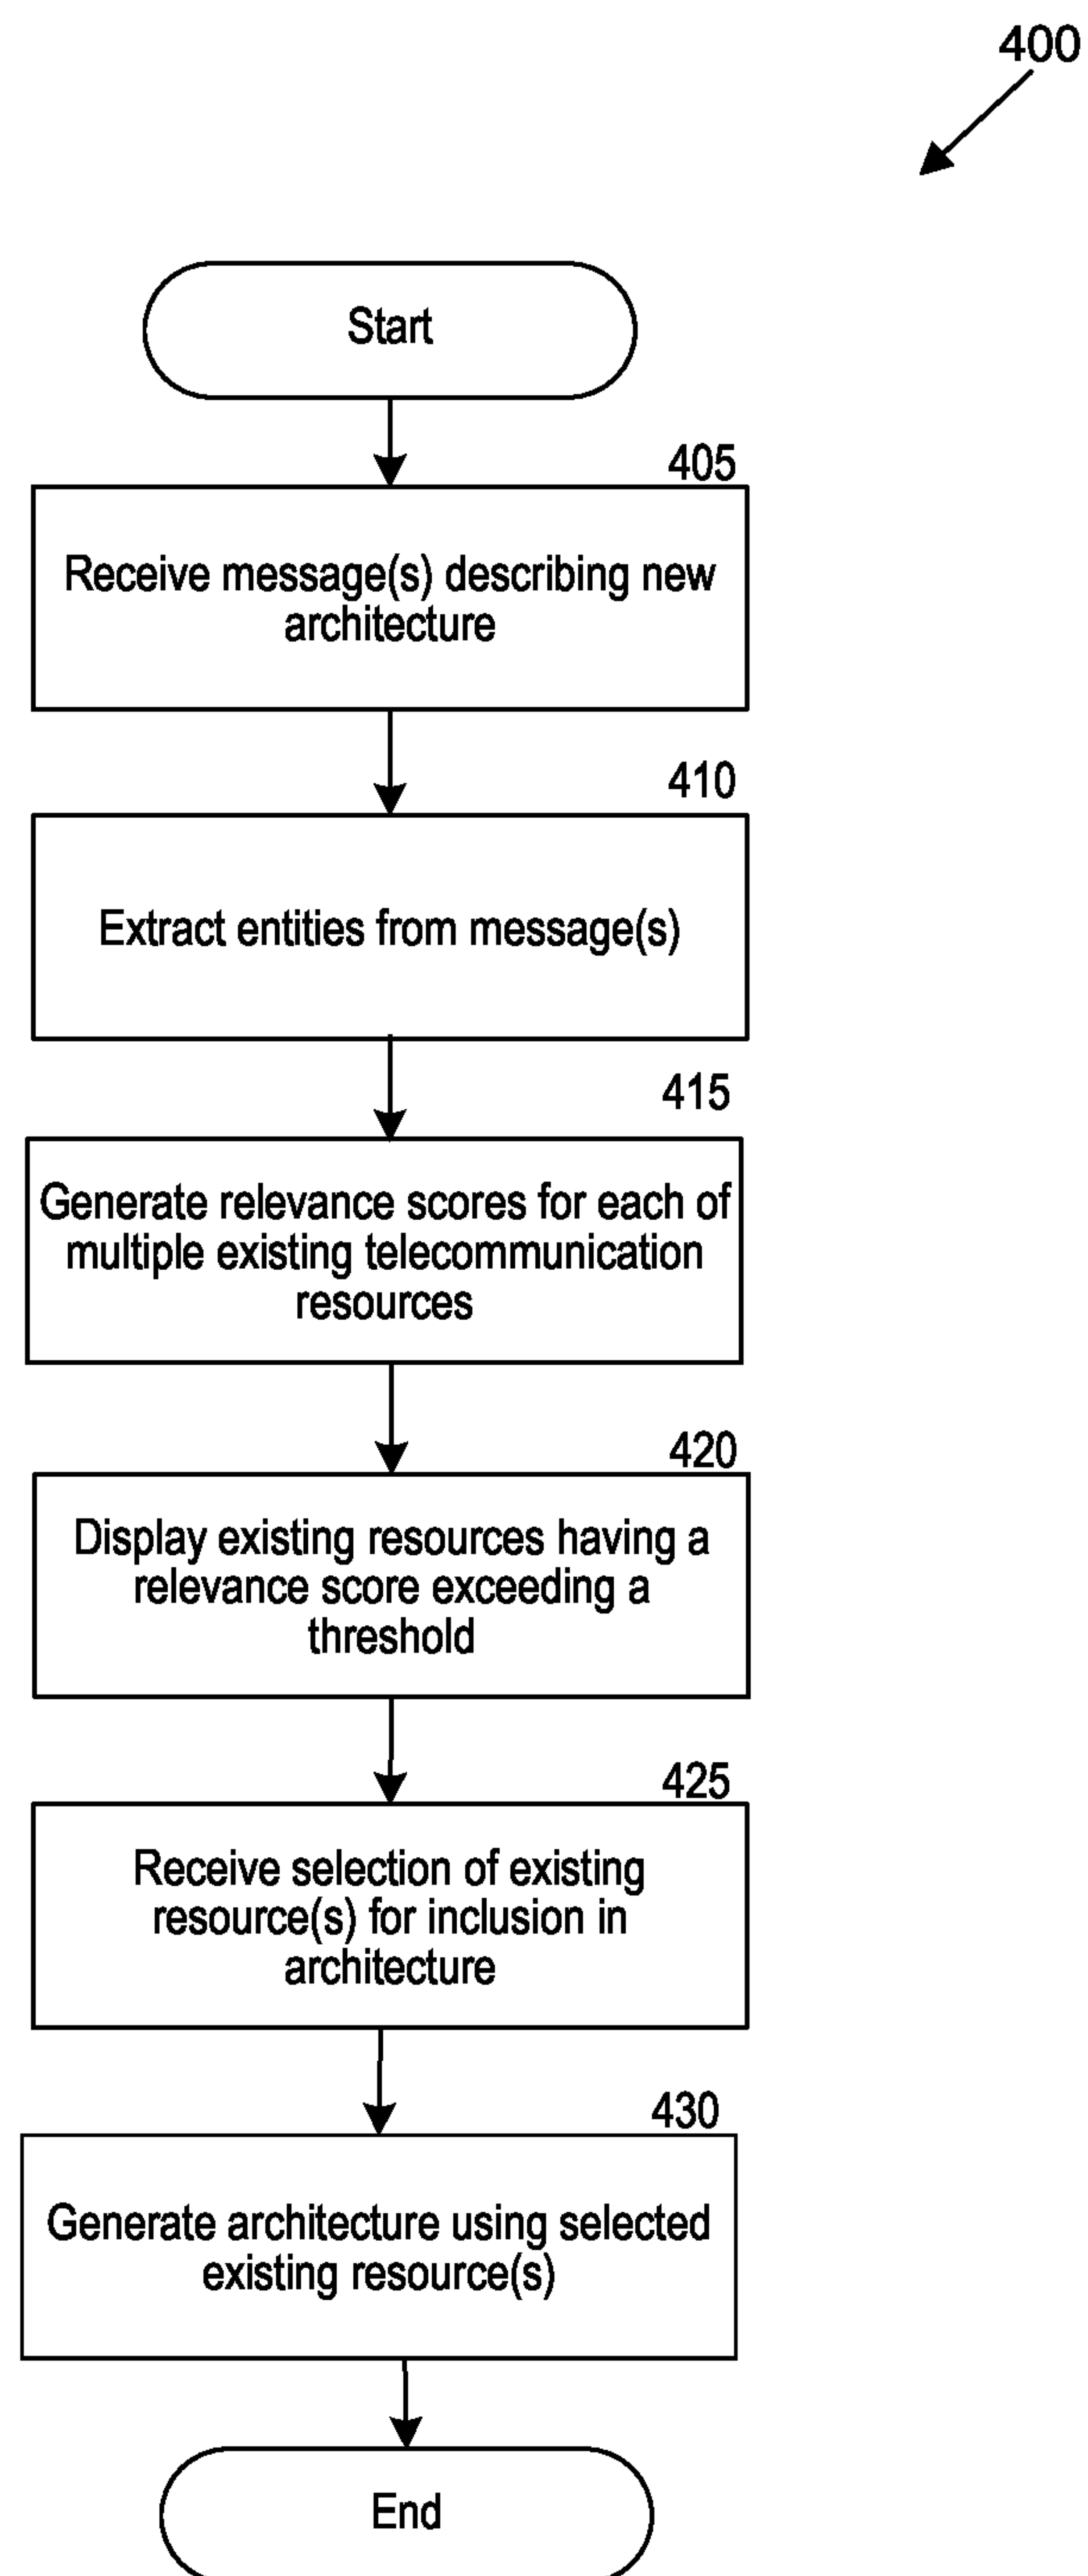 400
Start
405
Receive message(s) describing new
architecture
410
Extract entities from message(s)
415
Generate relevance scores for each of
multiple existing telecommunication
resources
420
Display existing resources having a
relevance score exceeding a
threshold
425
Receive selection of existing
resource(s) for inclusion in
architecture
430
Generate architecture using selected
existing resource(s)
End